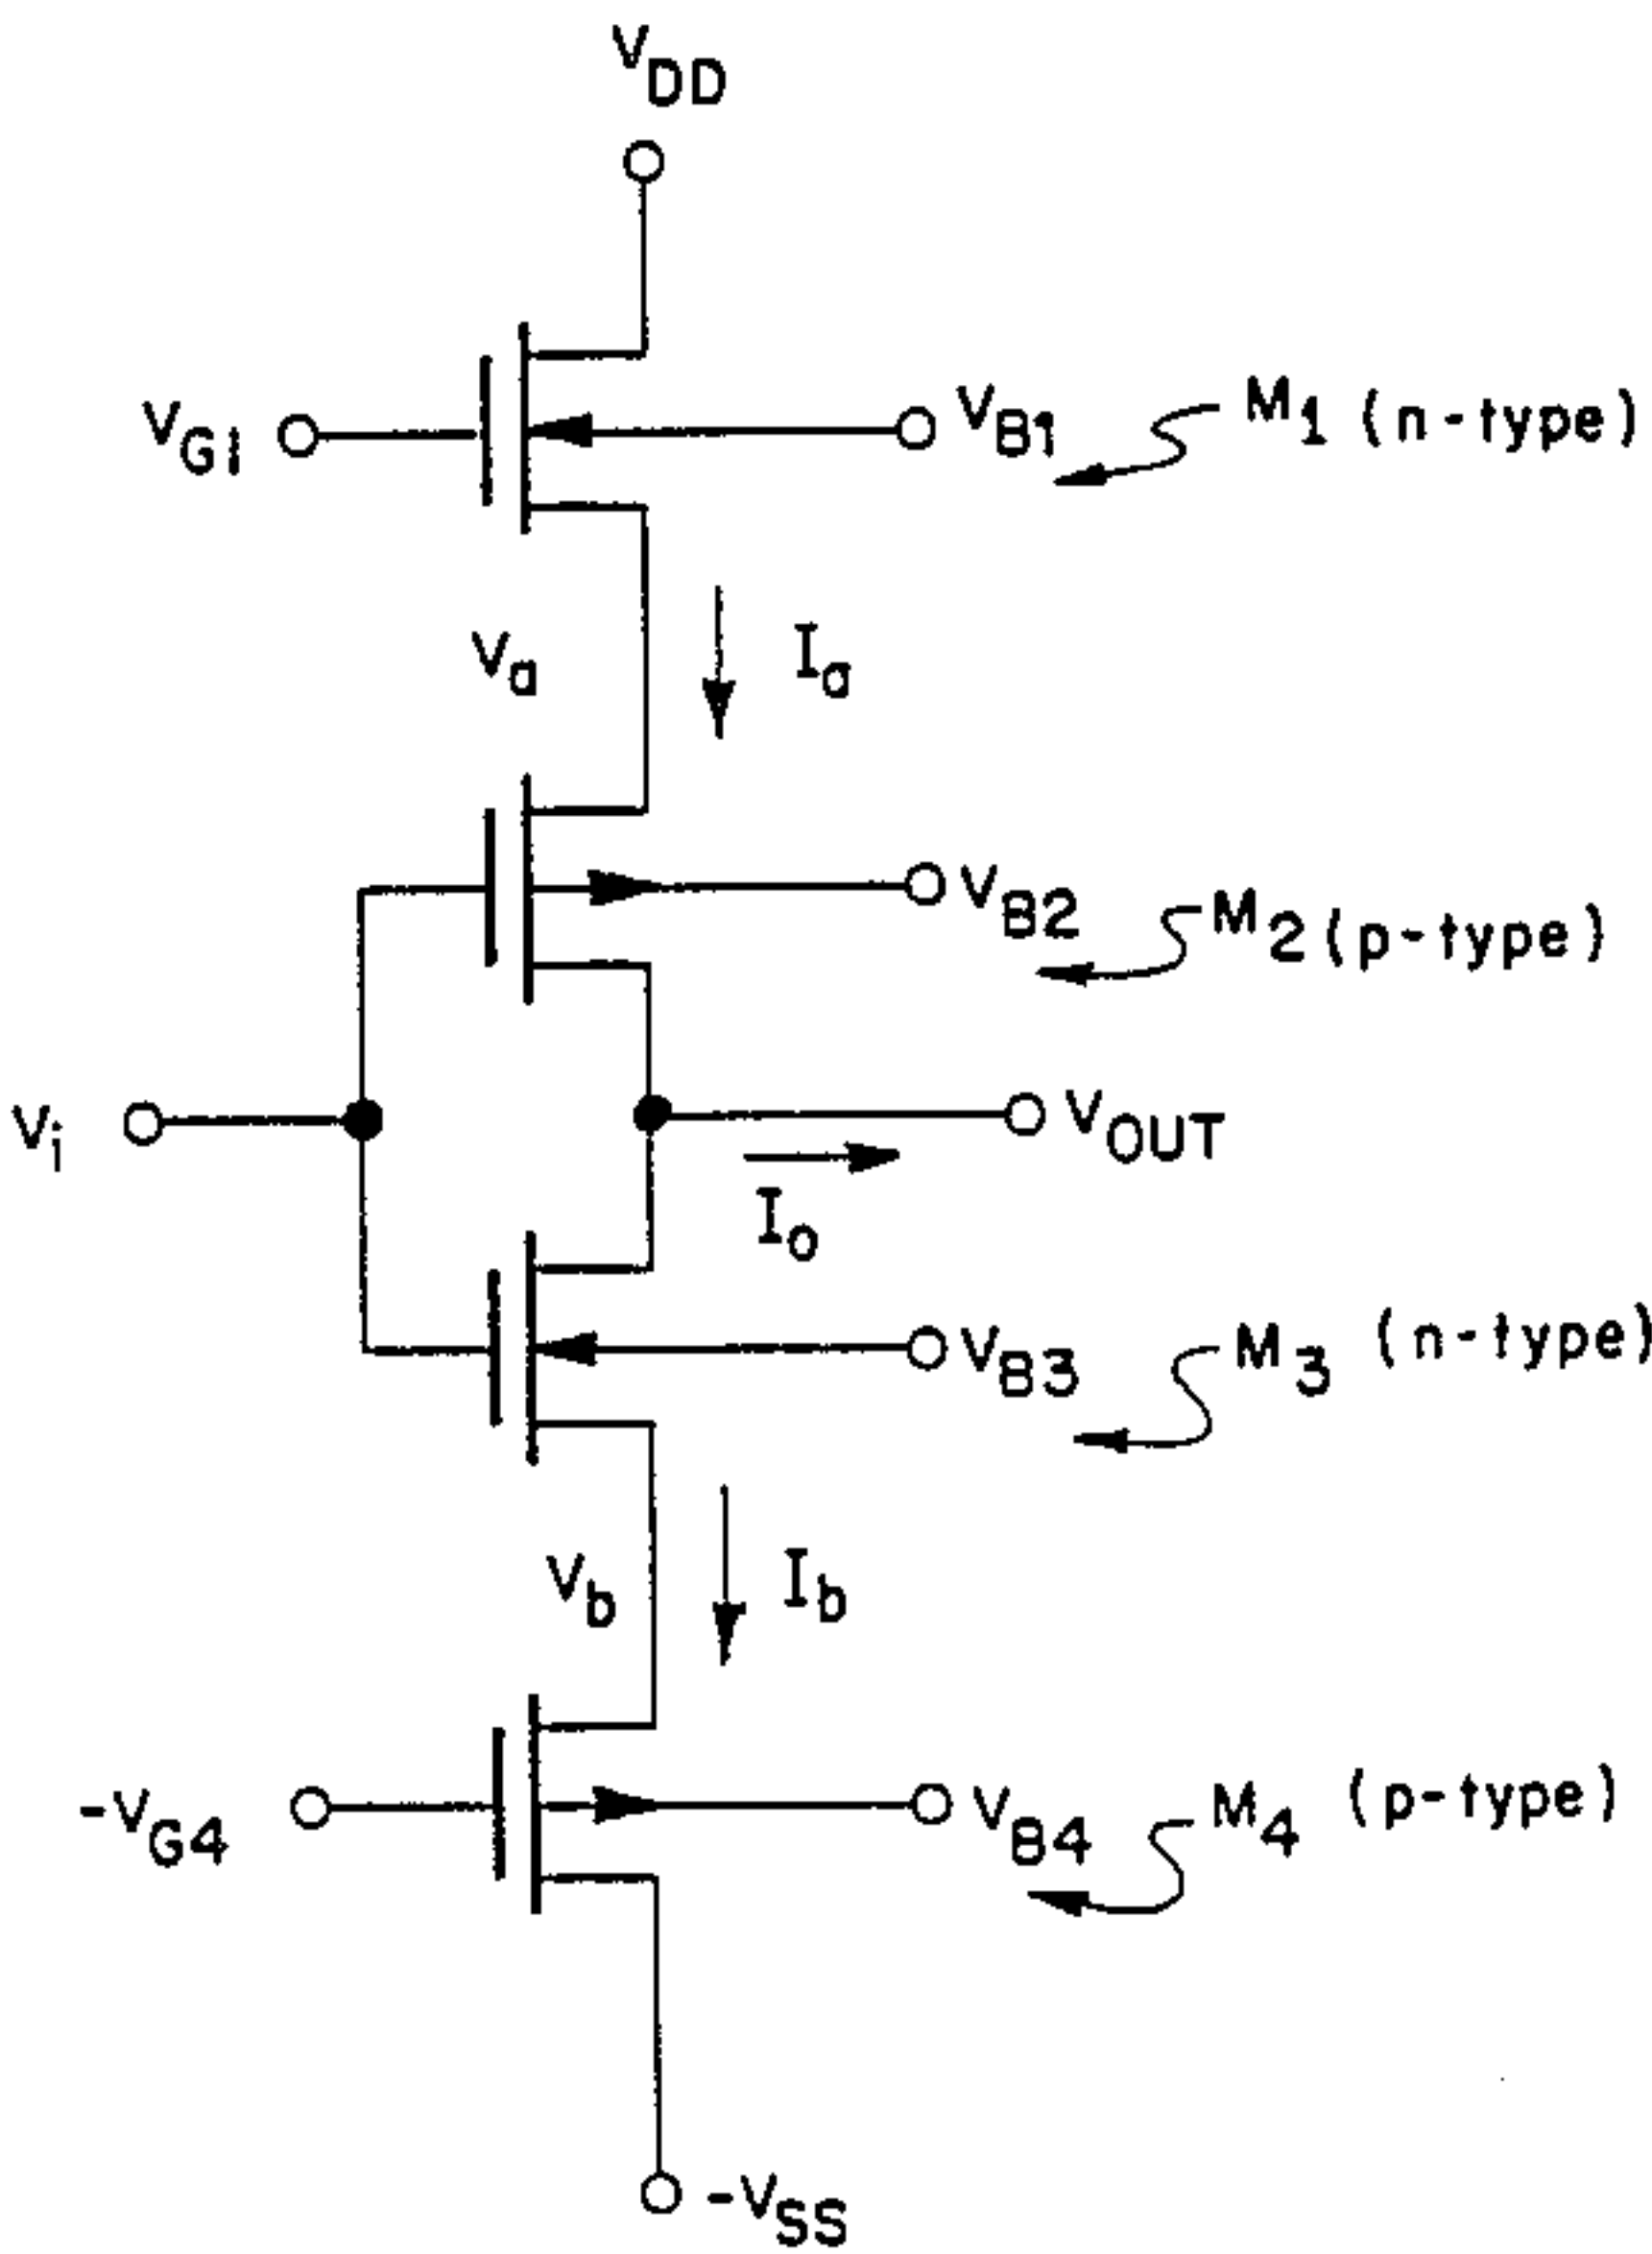 VDD
VG1
VB1
M1 (n-type)
Va
Ia
VB2
M2 (p-type)
Vi
VOUT
Io
VB3
M3 (n-type)
Vb
Ib
-VG4
VB4
M4 (p-type)
-VSS